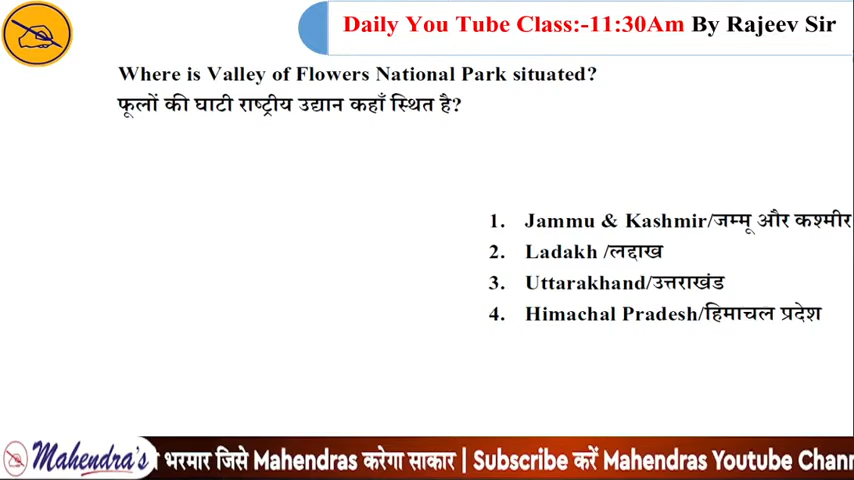 Daily You Tube Class:-11:30Am By Rajeev Sir
Where is Valley of Flowers National Park situated?
फूलों की घाटी राष्ट्रीय उद्यान कहाँ स्थित है?
1. Jammu & Kashmir/जम्मू और कश्मीर
2. Ladakh /लद्दाख
3. Uttarakhand/उत्तराखंड
4. Himachal Pradesh/हिमाचल प्रदेश
Mahendra's भरमार जिसे Mahendras करेगा साकार | Subscribe करें Mahendras Youtube